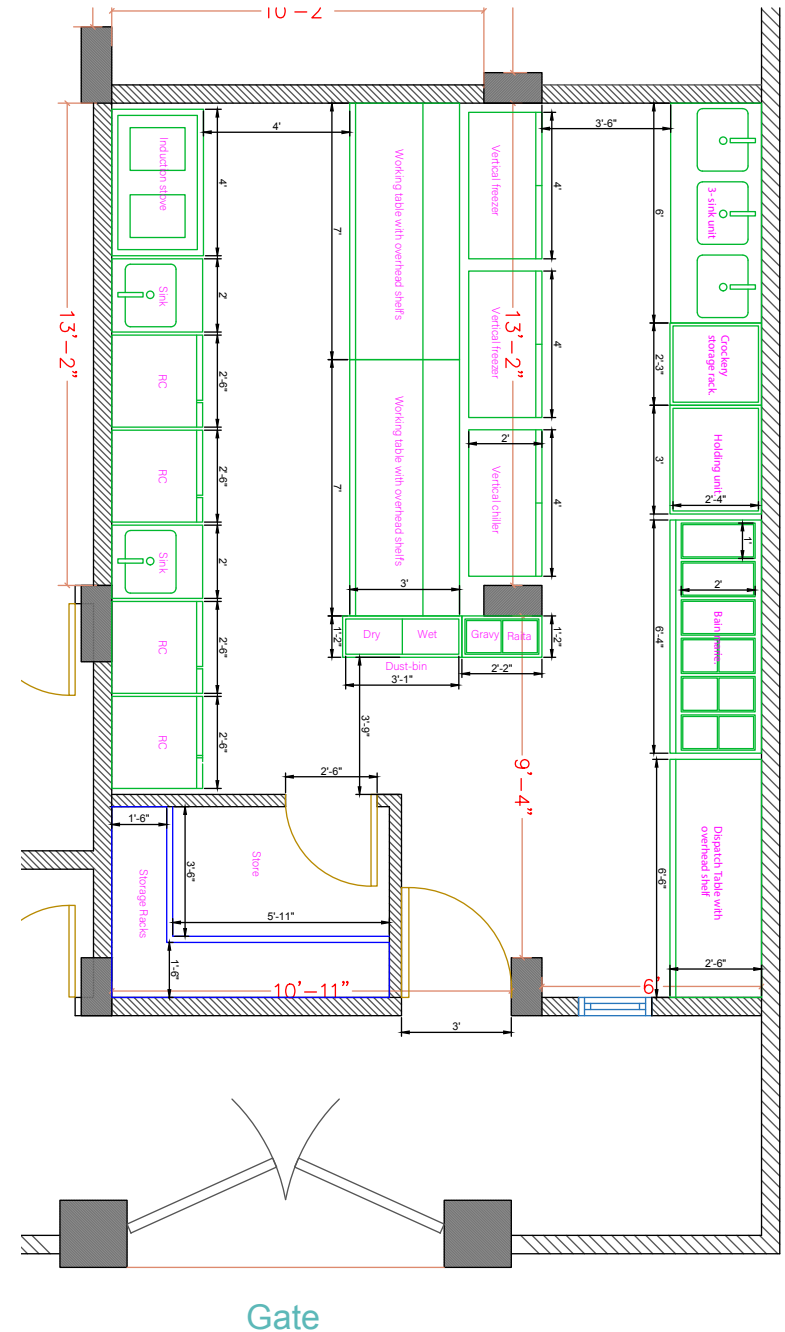 10'-2
4'
3'-6"
Induction stove
4'
Working table with overhead shelf's
7'
Vertical freezer
4'
3-sink unit
6'
Sink
2'
13'-2"
13'-2"
Vertical freezer
4'
RC
2'-6"
Crockery
storage rack.
2'-3"
RC
2'-6"
Working table with overhead shelf's
7'
2'
Vertical chiller
4'
Holding unit.
3'
2'-4"
Sink
2'
3'
1'
2'
Bain marie.
6'-4"
RC
2'-6"
1'-2"
Dry
Wet
Gravy
Raita
1'-2"
Dust-bin
3'-1"
2'-2"
RC
2'-6"
3'-9"
9'-4"
2'-6"
1'-6"
3'-6"
Store
Storage Racks
5'-11"
1'-6"
Dispatch Table with
overhead shelf
6'-6"
2'-6"
10'-11"
6'
3'
Gate